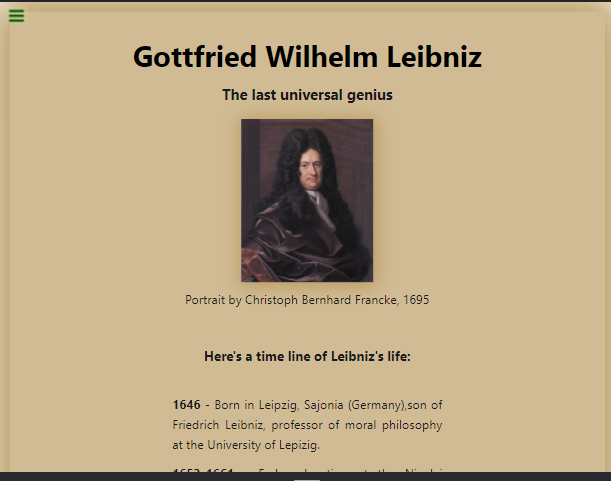 Gottfried Wilhelm Leibniz
The last universal genius
Portrait by Christoph Bernhard Francke, 1695
Here's a time line of Leibniz's life:
1646 - Born in Leipzig, Sajonia (Germany),son of
Friedrich Leibniz, professor of moral philosophy
at the University of Lepizig.